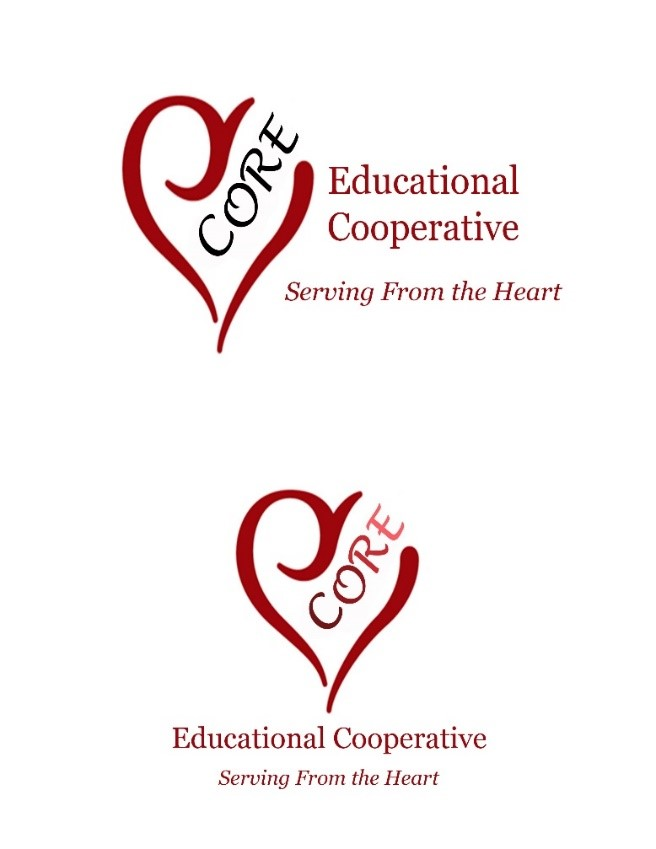 CORE
Educational
Cooperative
Serving From the Heart
CORE
Educational Cooperative
Serving From the Heart